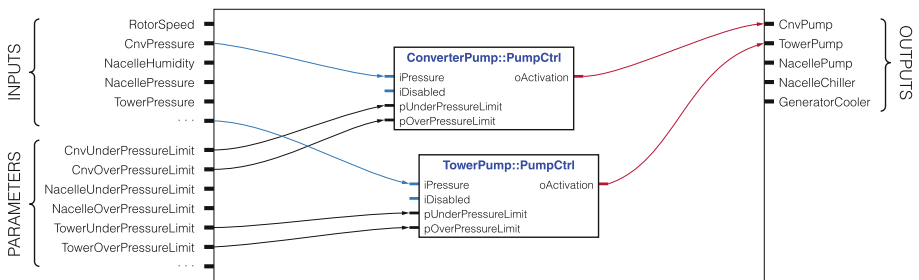 INPUTS
RotorSpeed
CnvPressure
NacelleHumidity
NacellePressure
TowerPressure
. . .
PARAMETERS
CnvUnderPressureLimit
CnvOverPressureLimit
NacelleUnderPressureLimit
NacelleOverPressureLimit
TowerUnderPressureLimit
TowerOverPressureLimit
. . .
ConverterPump::PumpCtrl
iPressure oActivation
iDisabled
pUnderPressureLimit
pOverPressureLimit
TowerPump::PumpCtrl
iPressure oActivation
iDisabled
pUnderPressureLimit
pOverPressureLimit
CnvPump
TowerPump
NacellePump
NacelleChiller
GeneratorCooler
OUTPUTS